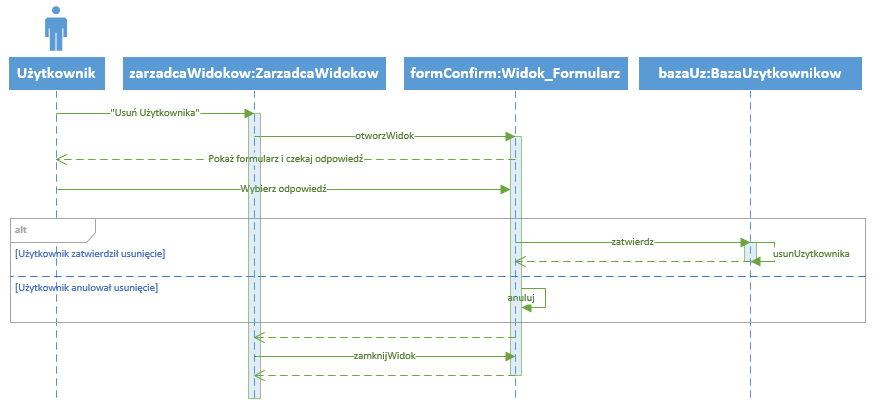 Użytkownik
zarzadcaWidokow:ZarzadcaWidokow
formConfirm:Widok_Formularz
bazaUz:BazaUzytkownikow
"Usuń Użytkownika"
otworzWidok
Pokaż formularz i czekaj odpowiedź
Wybierz odpowiedź
alt
zatwierdz
[Użytkownik zatwierdził usunięcie]
usunUzytkownika
[Użytkownik anulował usunięcie]
anuluj
zamknijWidok